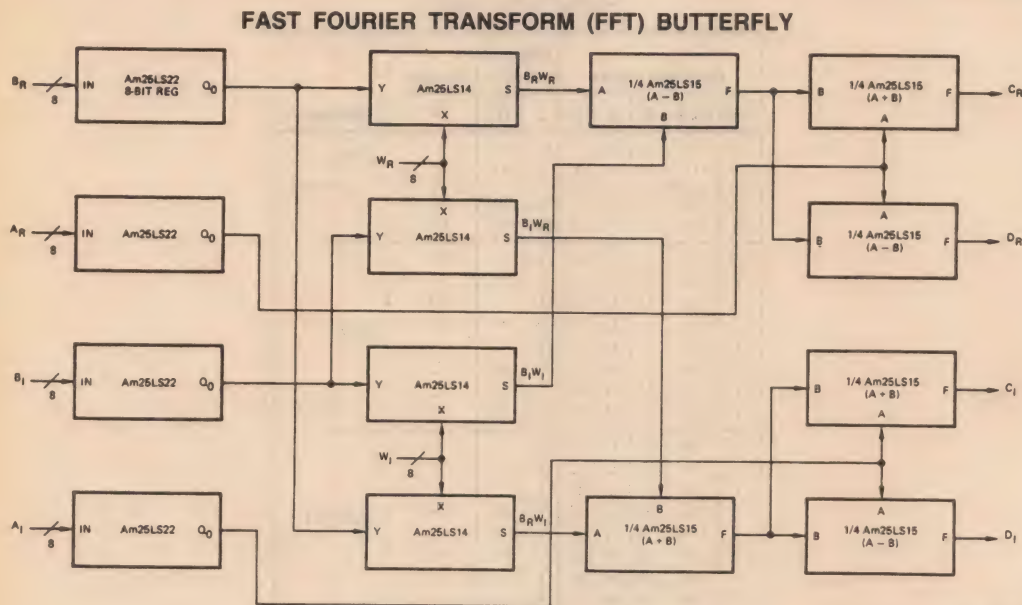 FAST FOURIER TRANSFORM (FFT) BUTTERFLY
B_R 8 IN Am25LS22 Q_0
8-BIT REG
Y Am25LS14 S
X
B_RW_R
A 1/4 Am25LS15 F
(A – B)
B
B 1/4 Am25LS15 F
(A + B)
A
C_R
W_R
8
A_R 8 IN Am25LS22 Q_0
X
Y Am25LS14 S
B_IW_R
A
B 1/4 Am25LS15 F
(A – B)
D_R
B_I 8 IN Am25LS22 Q_0
Y Am25LS14 S
X
B_IW_I
B 1/4 Am25LS15 F
(A + B)
A
C_I
W_I
8
A_I 8 IN Am25LS22 Q_0
X
Y Am25LS14 S
B_RW_I
B
A 1/4 Am25LS15 F
(A + B)
A
B 1/4 Am25LS15 F
(A – B)
D_I